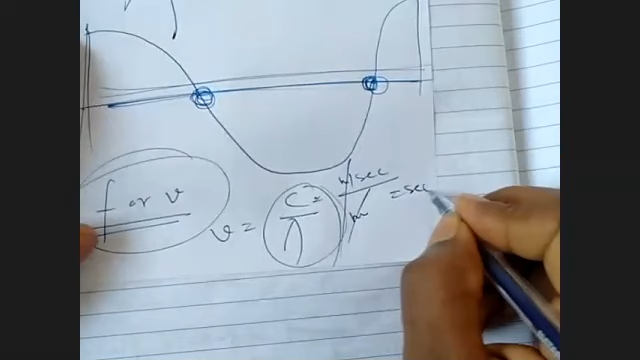 f or v
v = C/λ = m/sec / m = sec